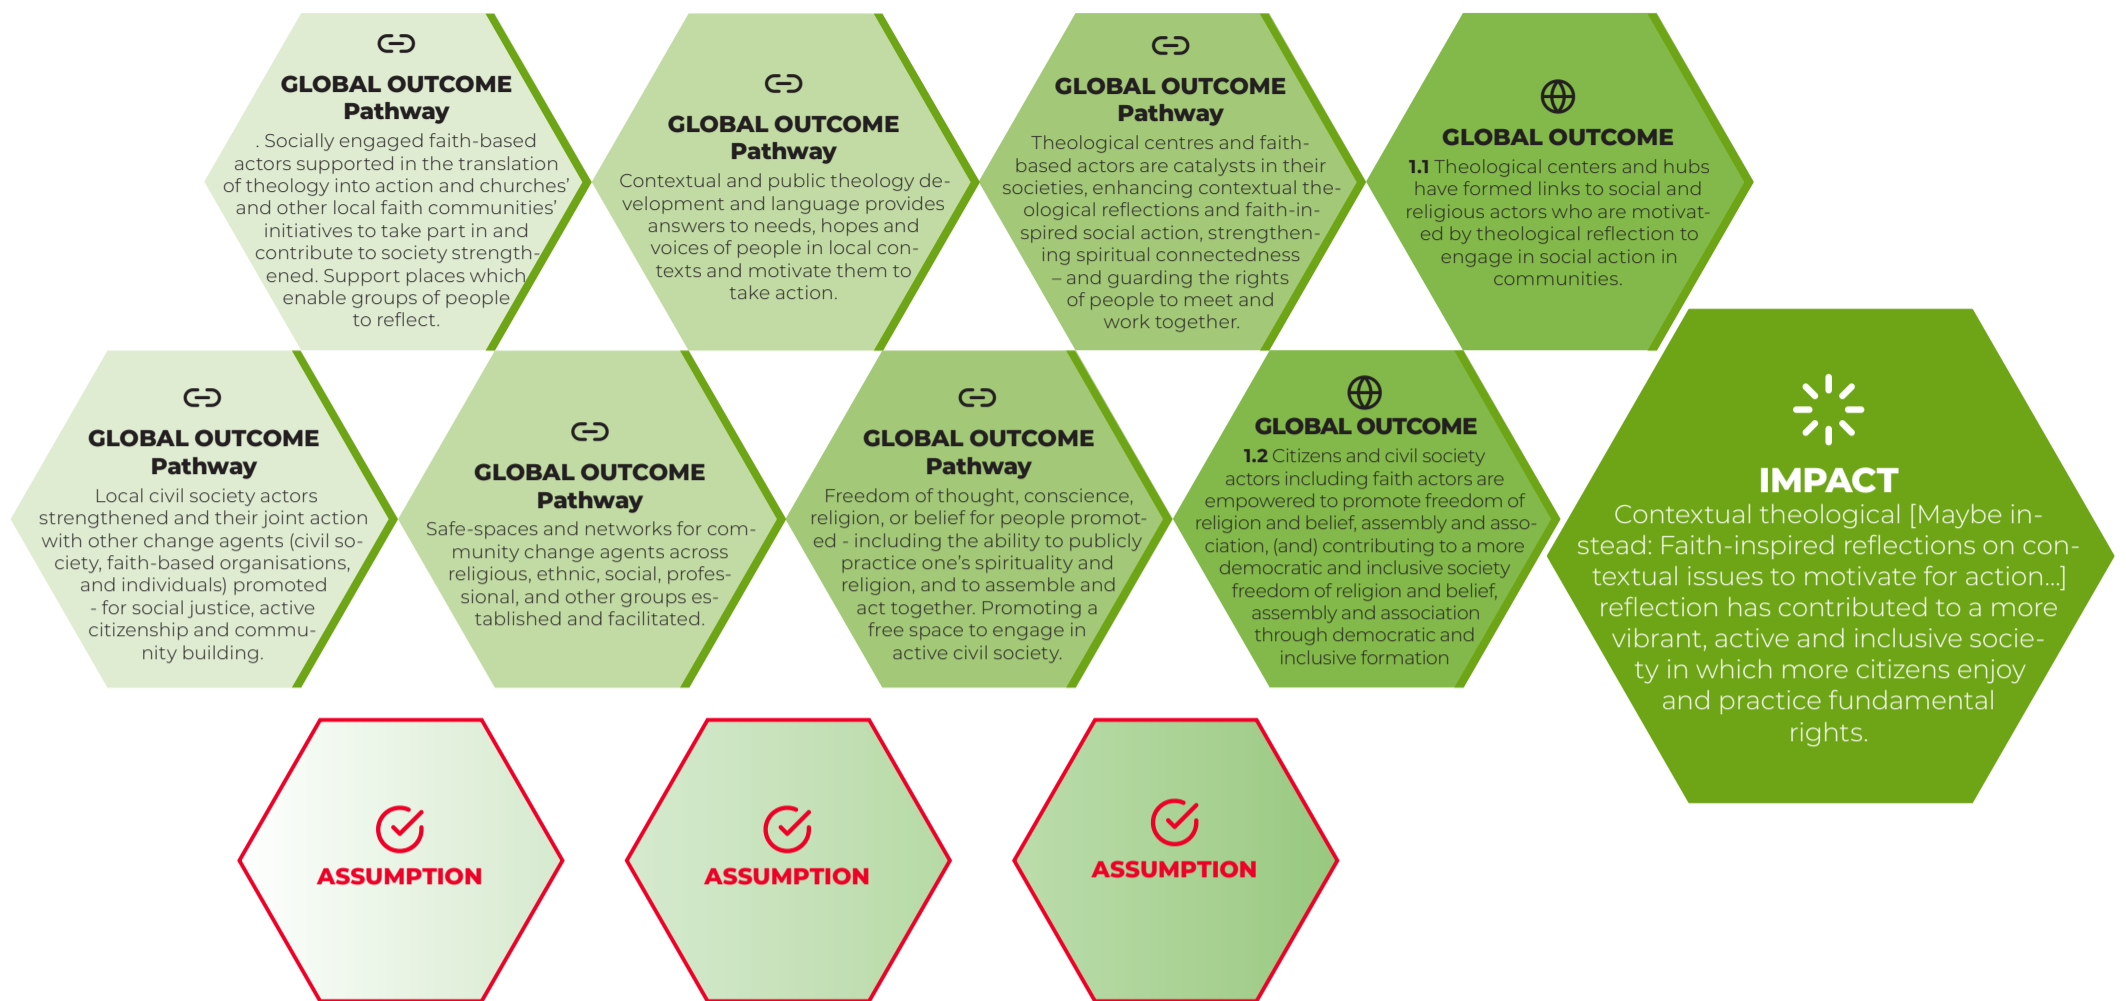 GLOBAL OUTCOME
Pathway
. Socially engaged faith-based
actors supported in the translation
of theology into action and churches’
and other local faith communities’
initiatives to take part in and
contribute to society strength-
ened. Support places which
enable groups of people
to reflect.
GLOBAL OUTCOME
Pathway
Contextual and public theology de-
velopment and language provides
answers to needs, hopes and
voices of people in local con-
texts and motivate them to
take action.
GLOBAL OUTCOME
Pathway
Theological centres and faith-
based actors are catalysts in their
societies, enhancing contextual the-
ological reflections and faith-in-
spired social action, strengthen-
ing spiritual connectedness
– and guarding the rights
of people to meet and
work together.
GLOBAL OUTCOME
1.1 Theological centers and hubs
have formed links to social and
religious actors who are motivat-
ed by theological reflection to
engage in social action in
communities.
GLOBAL OUTCOME
Pathway
Local civil society actors
strengthened and their joint action
with other change agents (civil so-
ciety, faith-based organisations,
and individuals) promoted
- for social justice, active
citizenship and commu-
nity building.
GLOBAL OUTCOME
Pathway
Safe-spaces and networks for com-
munity change agents across
religious, ethnic, social, profes-
sional, and other groups es-
tablished and facilitated.
GLOBAL OUTCOME
Pathway
Freedom of thought, conscience,
religion, or belief for people promot-
ed - including the ability to publicly
practice one’s spirituality and
religion, and to assemble and
act together. Promoting a
free space to engage in
active civil society.
GLOBAL OUTCOME
1.2 Citizens and civil society
actors including faith actors are
empowered to promote freedom of
religion and belief, assembly and asso-
ciation, (and) contributing to a more
democratic and inclusive society
freedom of religion and belief,
assembly and association
through democratic and
inclusive formation
IMPACT
Contextual theological [Maybe in-
stead: Faith-inspired reflections on con-
textual issues to motivate for action...]
reflection has contributed to a more
vibrant, active and inclusive socie-
ty in which more citizens enjoy
and practice fundamental
rights.
ASSUMPTION
ASSUMPTION
ASSUMPTION